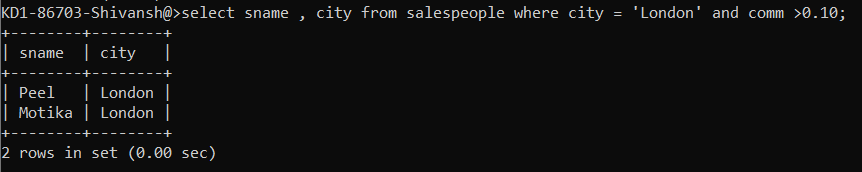 KD1-86703-Shivansh@>select sname , city from salespeople where city = 'London' and comm >0.10;
+--------+--------+
| sname  | city   |
+--------+--------+
| Peel   | London |
| Motika | London |
+--------+--------+
2 rows in set (0.00 sec)